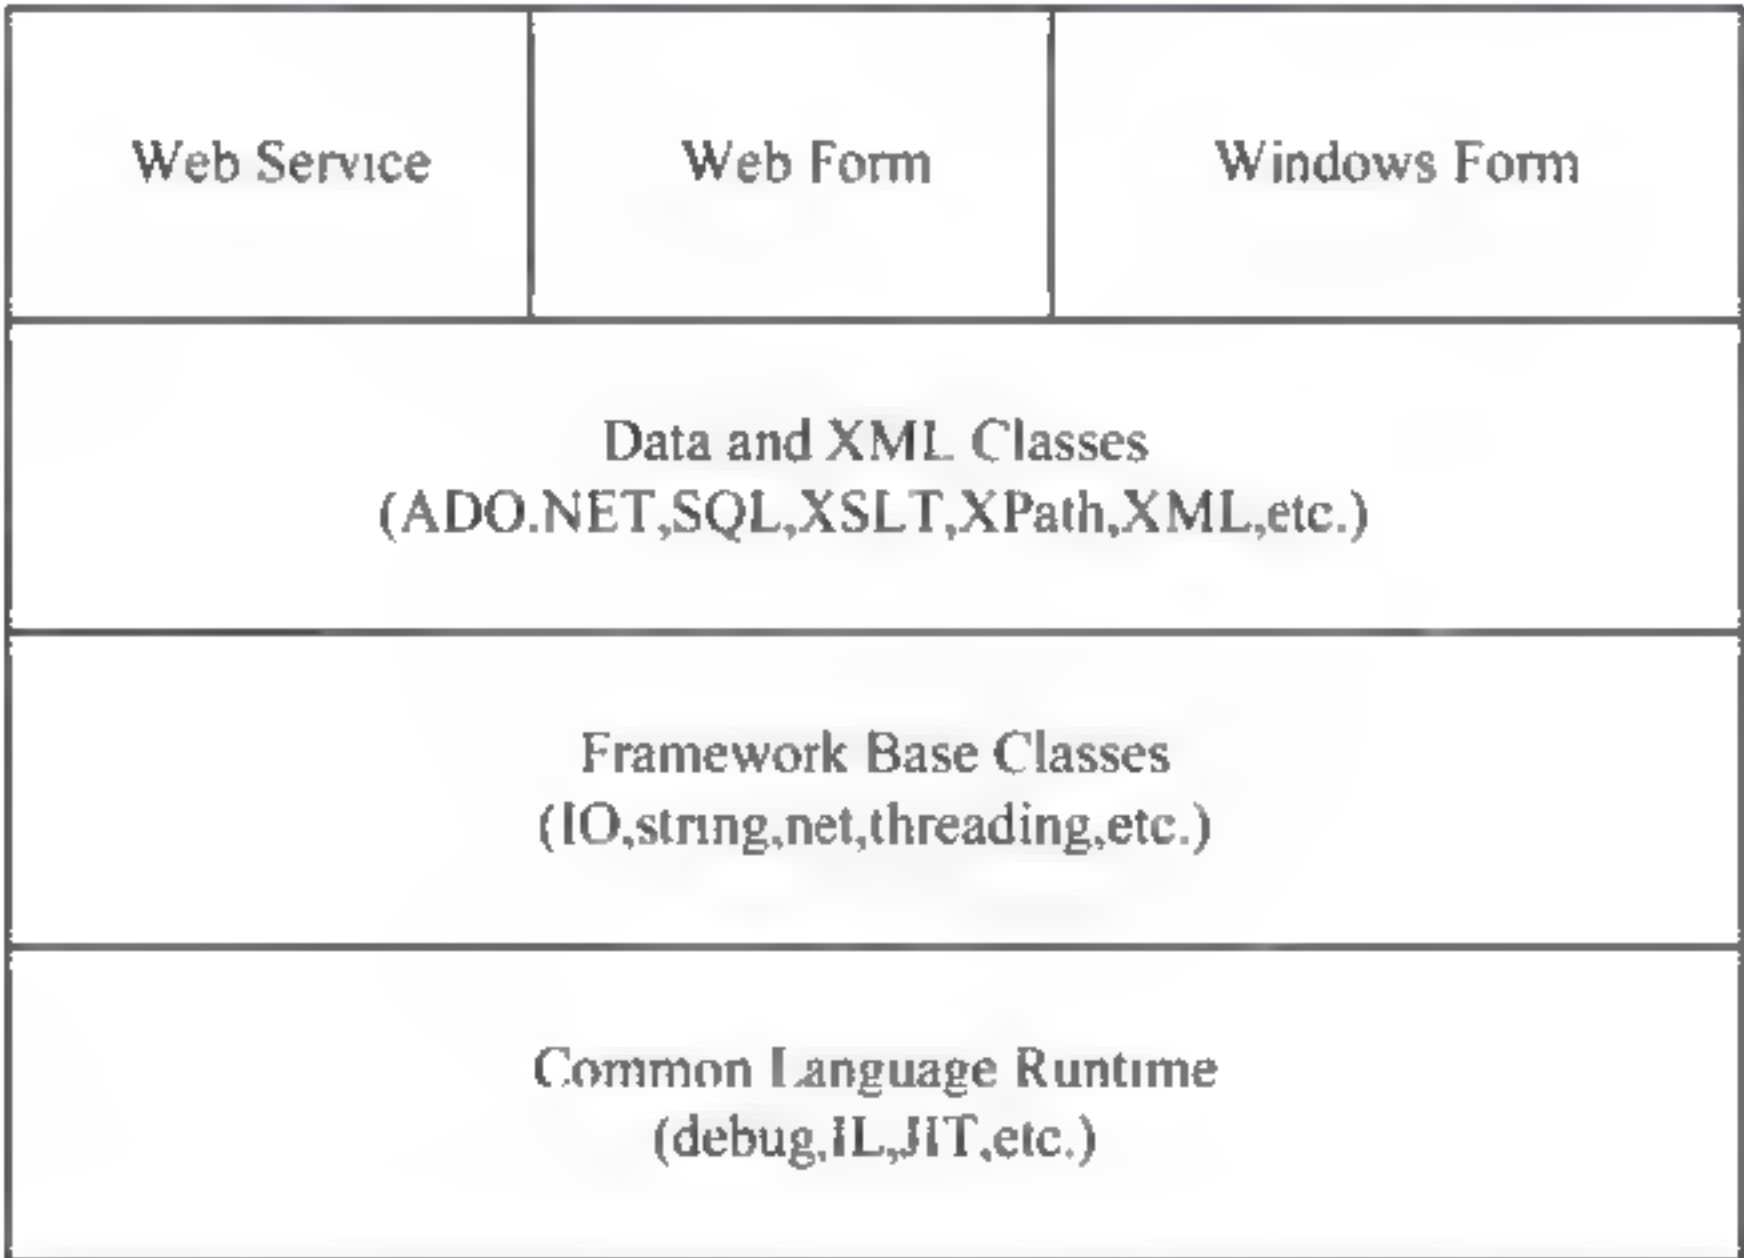 Web Service
Web Form
Windows Form
Data and XML Classes
(ADO.NET,SQL,XSLT,XPath,XML,etc.)
Framework Base Classes
(IO,string,net,threading,etc.)
Common Language Runtime
(debug,IL,JIT,etc.)